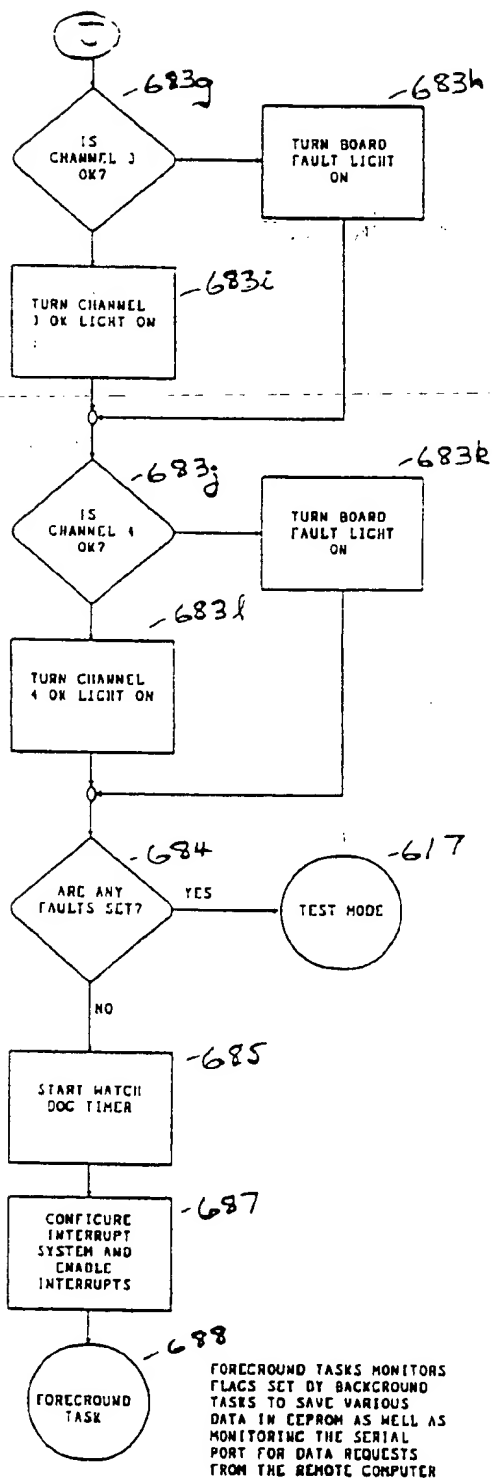 683g
683h
IS
CHANNEL 3
OK?
TURN BOARD
FAULT LIGHT
ON
683i
TURN CHANNEL
3 OK LIGHT ON
683j
683k
IS
CHANNEL 4
OK?
TURN BOARD
FAULT LIGHT
ON
683l
TURN CHANNEL
4 OK LIGHT ON
684
617
ARE ANY
FAULTS SET?
YES
TEST MODE
NO
685
START WATCH
DOG TIMER
687
CONFIGURE
INTERRUPT
SYSTEM AND
ENABLE
INTERRUPTS
688
FOREGROUND
TASK
FOREGROUND TASKS MONITORS
FLAGS SET BY BACKGROUND
TASKS TO SAVE VARIOUS
DATA IN EEPROM AS WELL AS
MONITORING THE SERIAL
PORT FOR DATA REQUESTS
FROM THE REMOTE COMPUTER